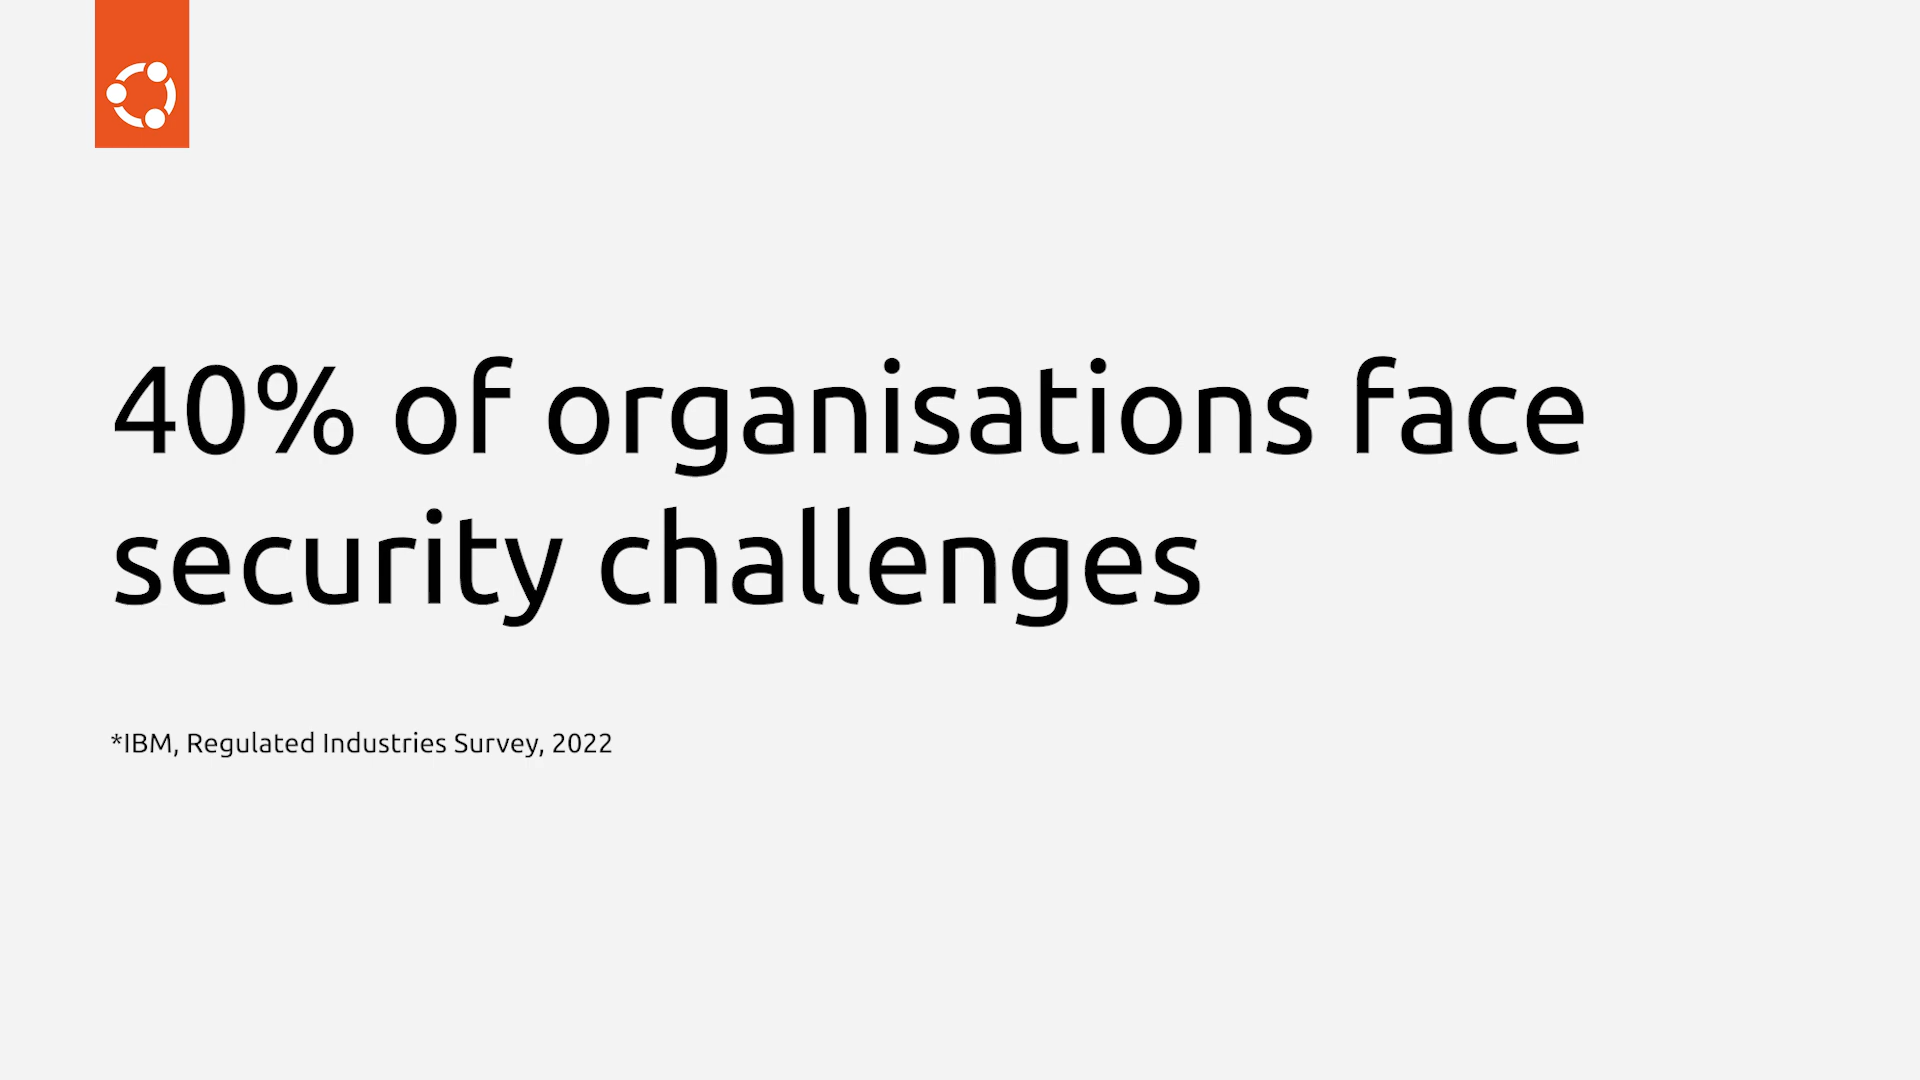 40% of organisations face
security challenges
*IBM, Regulated Industries Survey, 2022